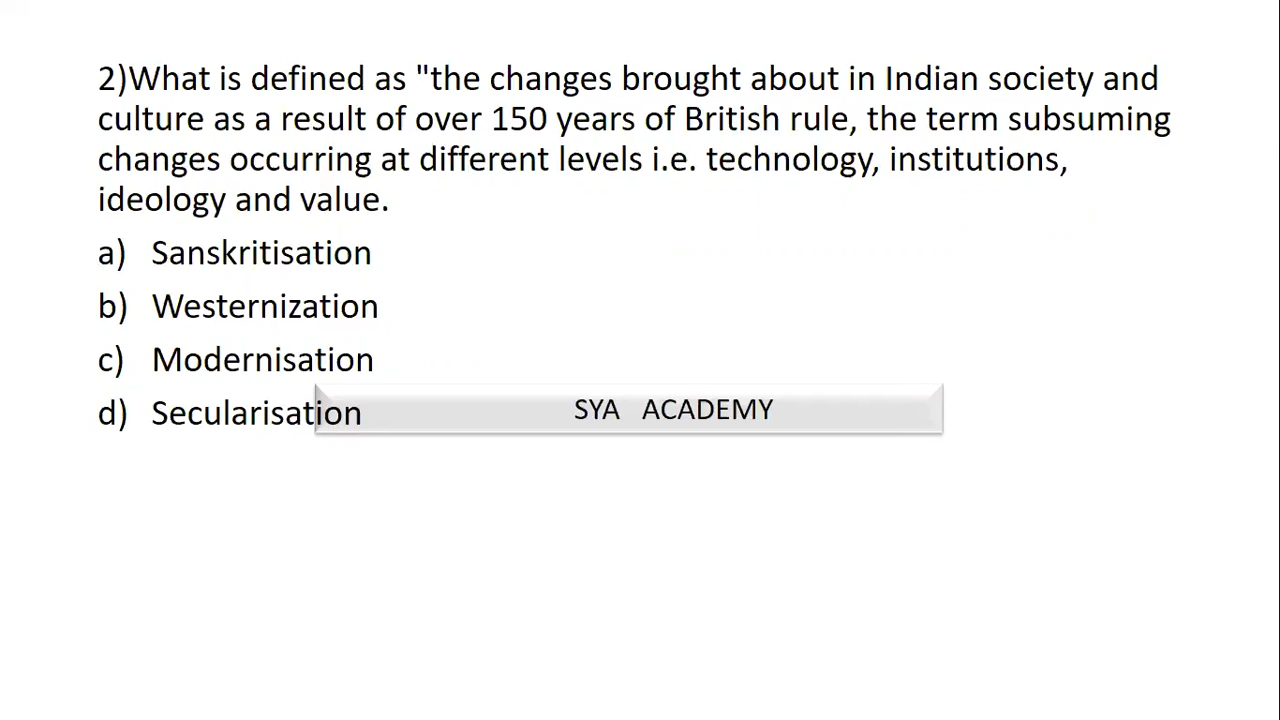 2)What is defined as "the changes brought about in Indian society and
culture as a result of over 150 years of British rule, the term subsuming
changes occurring at different levels i.e. technology, institutions,
ideology and value.
a) Sanskritisation
b) Westernization
c) Modernisation
d) Secularisation
SYA ACADEMY